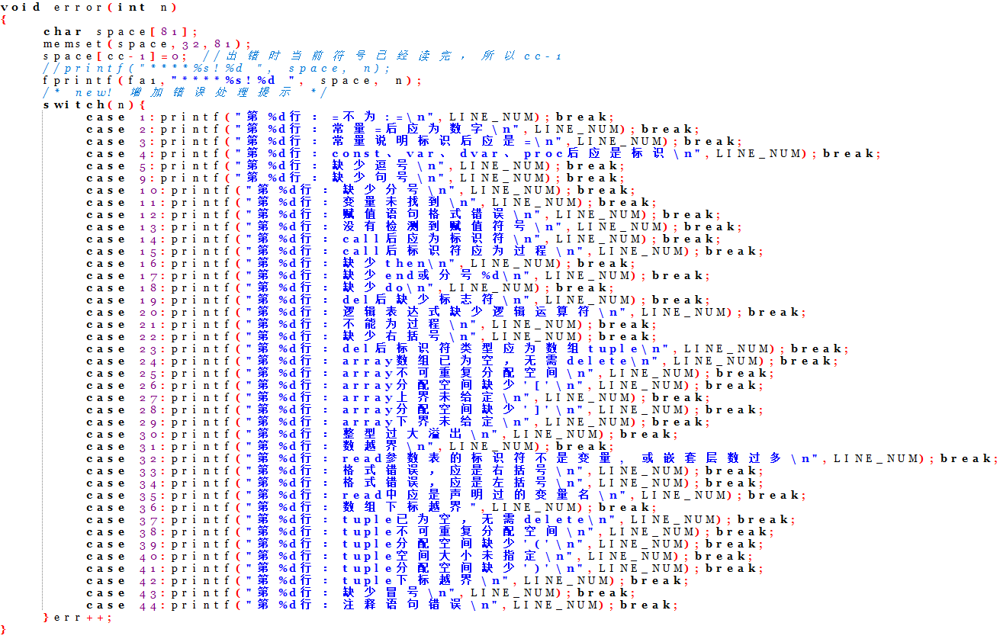 void error(int n)
{
char space[81];
memset(space,32,81);
space[cc-1]=0; //出错时当前符号已经读完，所以cc-1
//printf("****%s!%d ", space, n);
fprintf(fa1,"****%s!%d ", space, n);
/* new! 增加错误处理提示 */
switch(n){
case 1:printf("第 %d行： =不为:=\n",LINE_NUM);break;
case 2:printf("第 %d行： 常量=后应为数字\n",LINE_NUM);break;
case 3:printf("第 %d行： 常量说明标识后应是=\n",LINE_NUM);break;
case 4:printf("第 %d行： const、var、dvar、proc后应是标识\n",LINE_NUM);break;
case 5:printf("第 %d行： 缺少逗号\n",LINE_NUM);break;
case 9:printf("第 %d行： 缺少句号\n",LINE_NUM);break;
case 10:printf("第 %d行： 缺少分号\n",LINE_NUM);break;
case 11:printf("第 %d行： 变量未找到\n",LINE_NUM);break;
case 12:printf("第 %d行： 赋值语句格式错误\n",LINE_NUM);break;
case 13:printf("第 %d行： 没有检测到赋值符号\n",LINE_NUM);break;
case 14:printf("第 %d行： call后应为标识符\n",LINE_NUM);break;
case 15:printf("第 %d行： call后标识符应为过程\n",LINE_NUM);break;
case 16:printf("第 %d行： 缺少then\n",LINE_NUM);break;
case 17:printf("第 %d行： 缺少end或分号%d\n",LINE_NUM);break;
case 18:printf("第 %d行： 缺少do\n",LINE_NUM);break;
case 19:printf("第 %d行： del后缺少标志符\n",LINE_NUM);break;
case 20:printf("第 %d行： 逻辑表达式缺少逻辑运算符\n",LINE_NUM);break;
case 21:printf("第 %d行： 不能为过程\n",LINE_NUM);break;
case 22:printf("第 %d行： 缺少右括号\n",LINE_NUM);break;
case 23:printf("第 %d行： del后标识符类型应为数组tuple\n",LINE_NUM);break;
case 24:printf("第 %d行： array数组已为空，无需delete\n",LINE_NUM);break;
case 25:printf("第 %d行： array不可重复分配空间\n",LINE_NUM);break;
case 26:printf("第 %d行： array分配空间缺少'['\n",LINE_NUM);break;
case 27:printf("第 %d行： array上界未给定\n",LINE_NUM);break;
case 28:printf("第 %d行： array分配空间缺少']'\n",LINE_NUM);break;
case 29:printf("第 %d行： array下界未给定\n",LINE_NUM);break;
case 30:printf("第 %d行： 整型过大溢出\n",LINE_NUM);break;
case 31:printf("第 %d行： 数越界\n",LINE_NUM);break;
case 32:printf("第 %d行： read参数表的标识符不是变量，或嵌套层数过多\n",LINE_NUM);break;
case 33:printf("第 %d行： 格式错误，应是右括号\n",LINE_NUM);break;
case 34:printf("第 %d行： 格式错误，应是左括号\n",LINE_NUM);break;
case 35:printf("第 %d行： read中应是声明过的变量名\n",LINE_NUM);break;
case 36:printf("第 %d行： 数组下标越界",LINE_NUM);break;
case 37:printf("第 %d行： tuple已为空，无需delete\n",LINE_NUM);break;
case 38:printf("第 %d行： tuple不可重复分配空间\n",LINE_NUM);break;
case 39:printf("第 %d行： tuple分配空间缺少'('\n",LINE_NUM);break;
case 40:printf("第 %d行： tuple空间大小未指定\n",LINE_NUM);break;
case 41:printf("第 %d行： tuple分配空间缺少')'\n",LINE_NUM);break;
case 42:printf("第 %d行： tuple下标越界\n",LINE_NUM);break;
case 43:printf("第 %d行： 缺少冒号\n",LINE_NUM);break;
case 44:printf("第 %d行： 注释语句错误\n",LINE_NUM);break;
}err++;
}